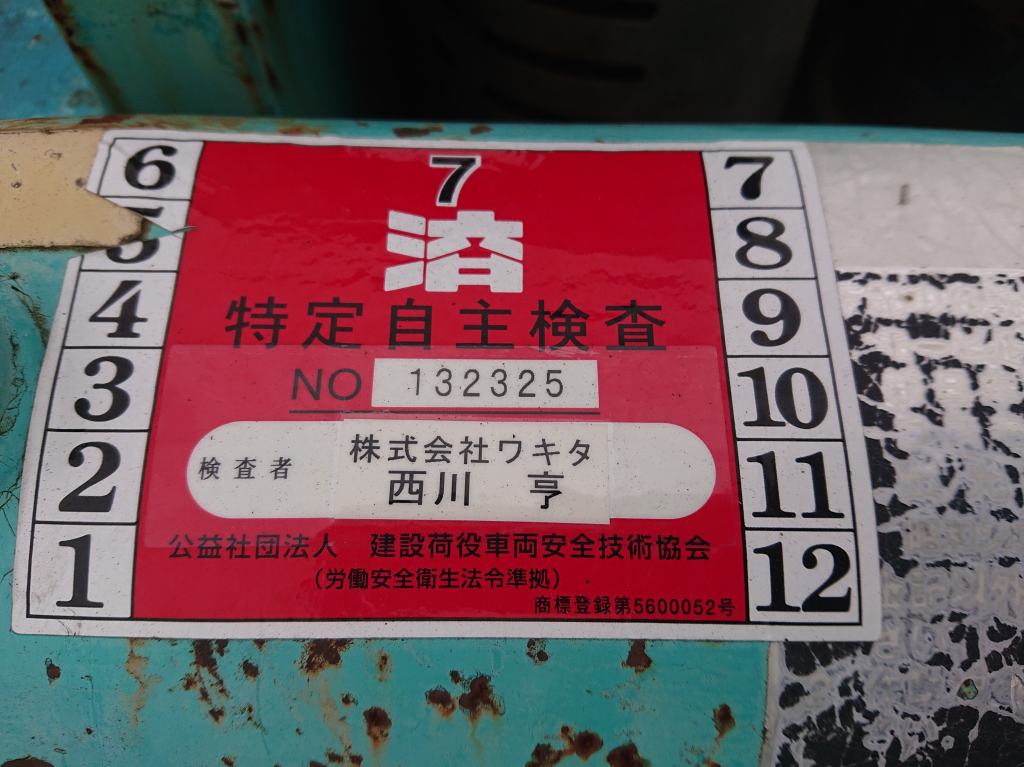 7
済
特定自主検査
NO 132325
検査者 株式会社ワキタ
西川 亨
公益社団法人 建設荷役車両安全技術協会
(労働安全衛生法令準拠)
商標登録第5600052号
6
5
4
3
2
1
7
8
9
10
11
12